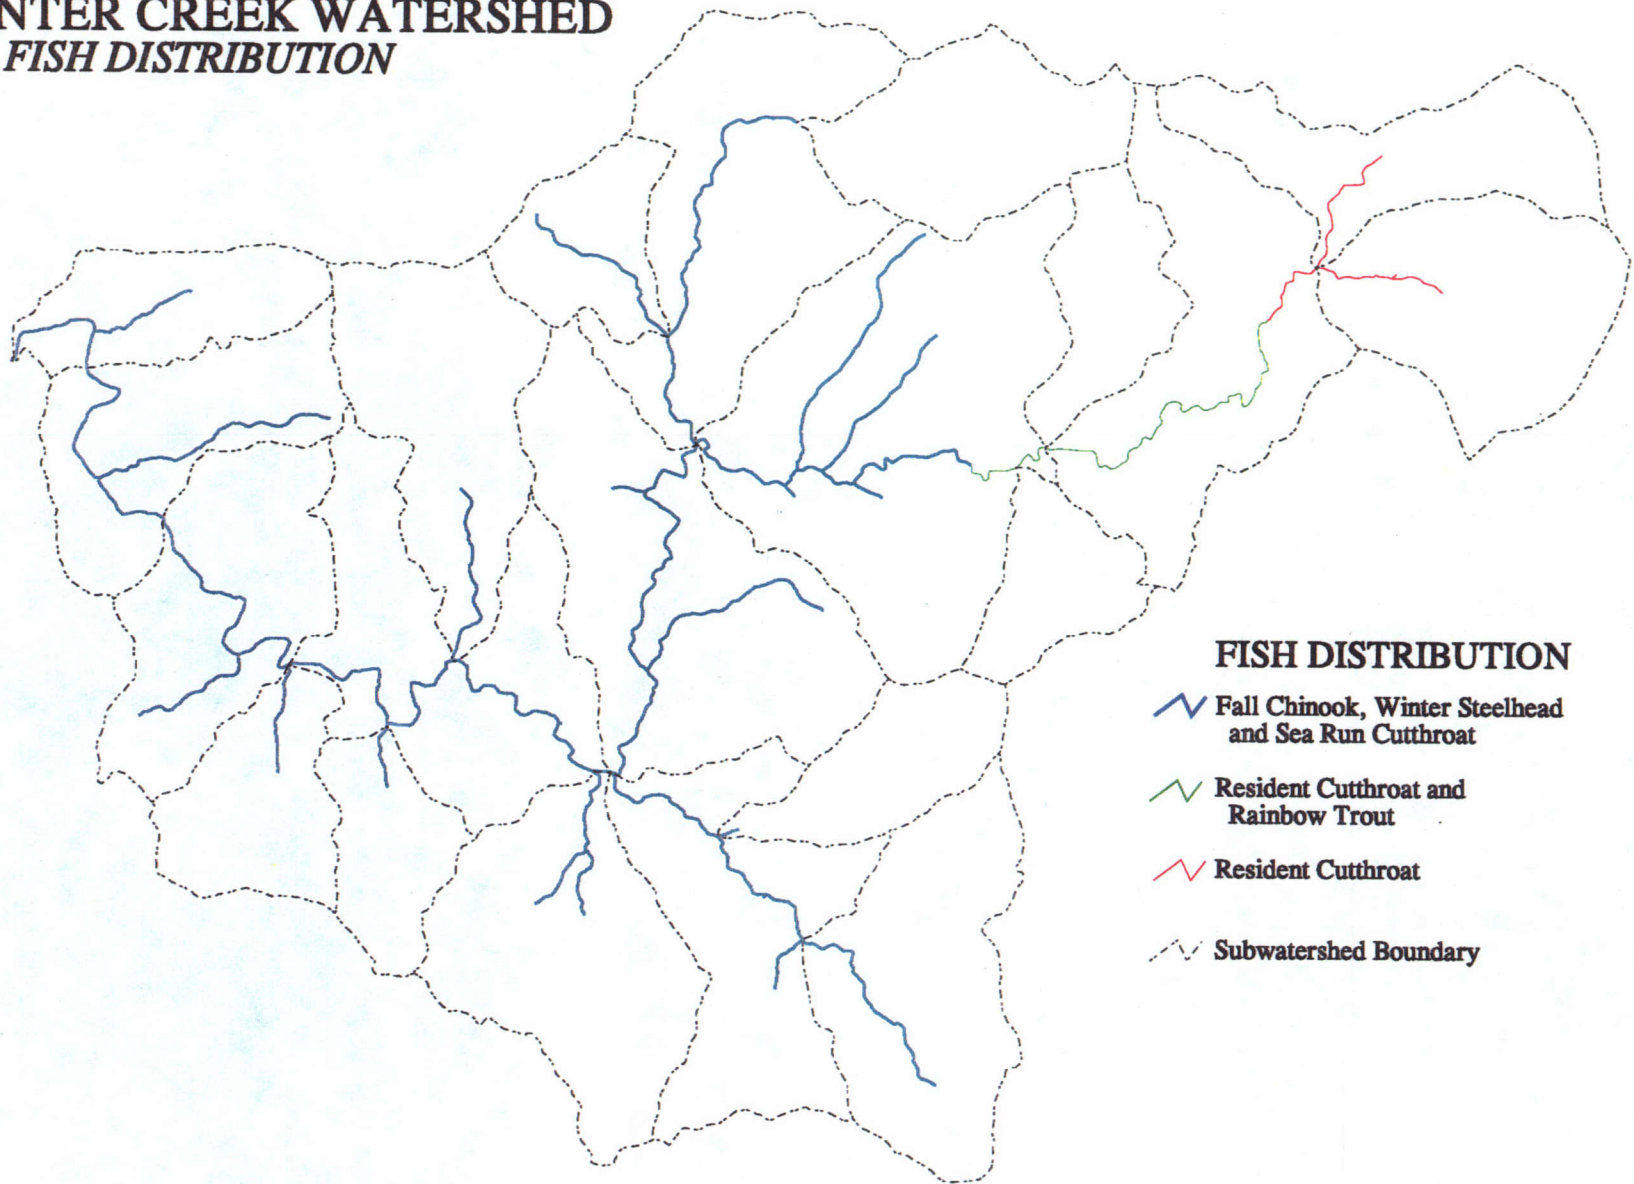 NTER CREEK WATERSHED
FISH DISTRIBUTION
FISH DISTRIBUTION
Fall Chinook, Winter Steelhead
and Sea Run Cutthroat
Resident Cutthroat and
Rainbow Trout
Resident Cutthroat
Subwatershed Boundary